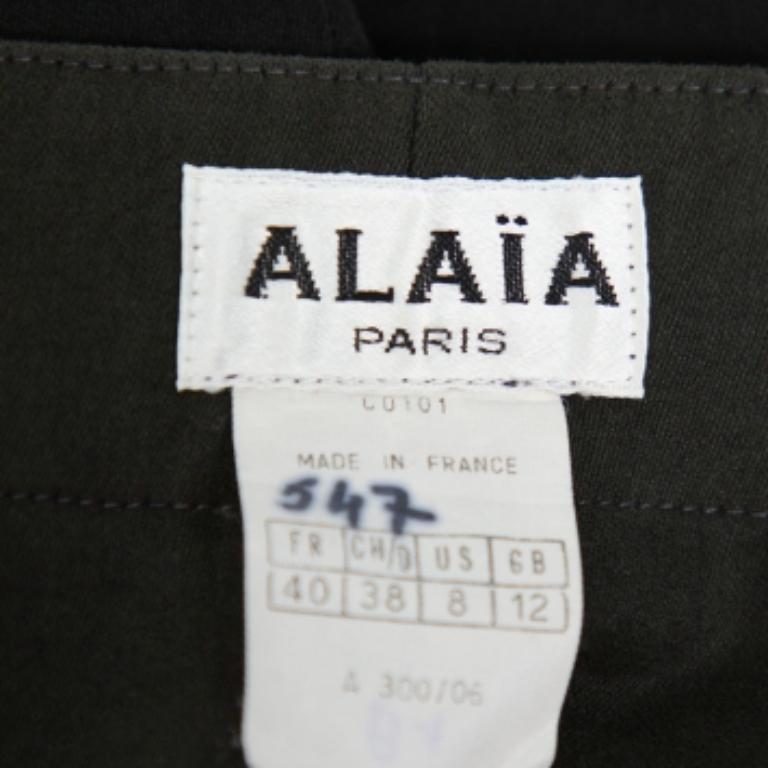 ALAÏA
PARIS
C0101
MADE IN FRANCE
547
FR CH/D US GB
40 38 8 12
A 300/06